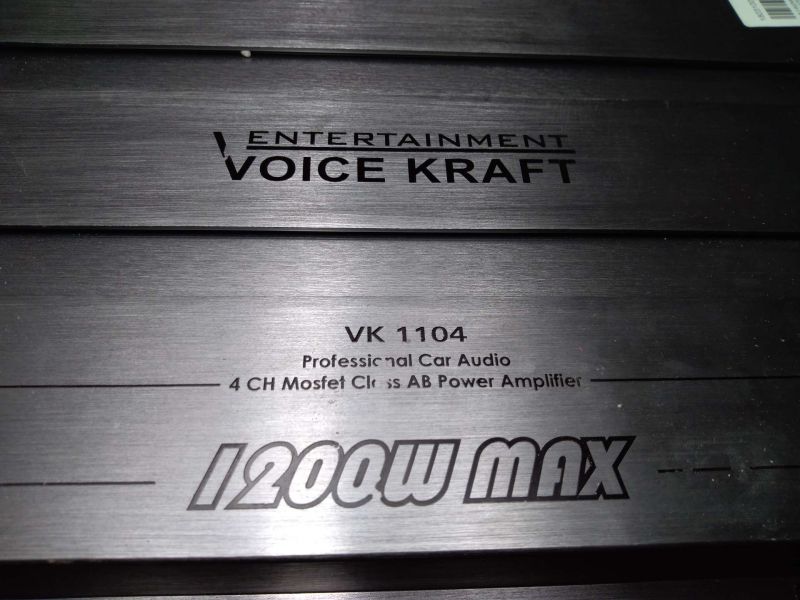 ENTERTAINMENT
VOICE KRAFT
VK 1104
Professional Car Audio
4 CH Mosfet Class AB Power Amplifier
1200W MAX